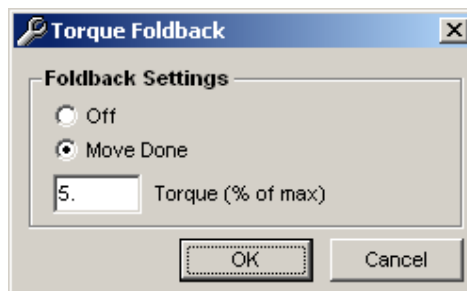 Torque Foldback
Foldback Settings
Off
Move Done
5. Torque (% of max)
OK Cancel